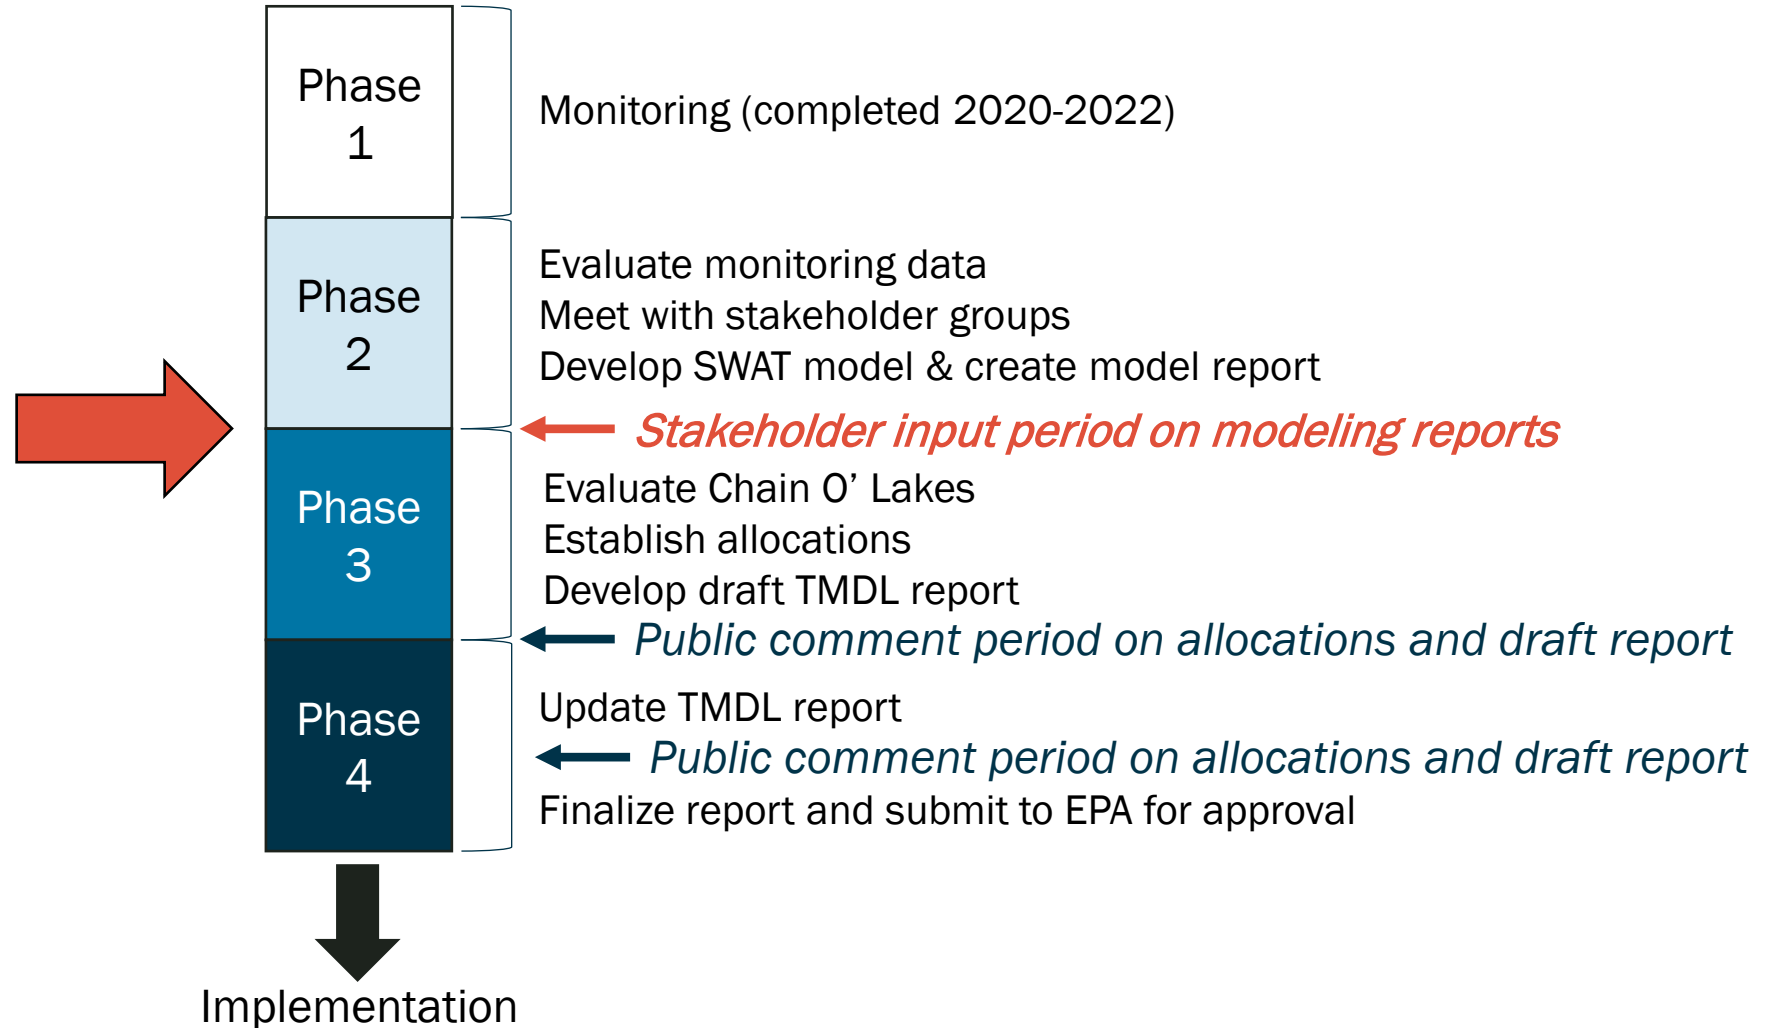 Phase
1
Monitoring (completed 2020-2022)
Phase
2
Evaluate monitoring data
Meet with stakeholder groups
Develop SWAT model & create model report
Stakeholder input period on modeling reports
Phase
3
Evaluate Chain O’ Lakes
Establish allocations
Develop draft TMDL report
Public comment period on allocations and draft report
Phase
4
Update TMDL report
Public comment period on allocations and draft report
Finalize report and submit to EPA for approval
Implementation